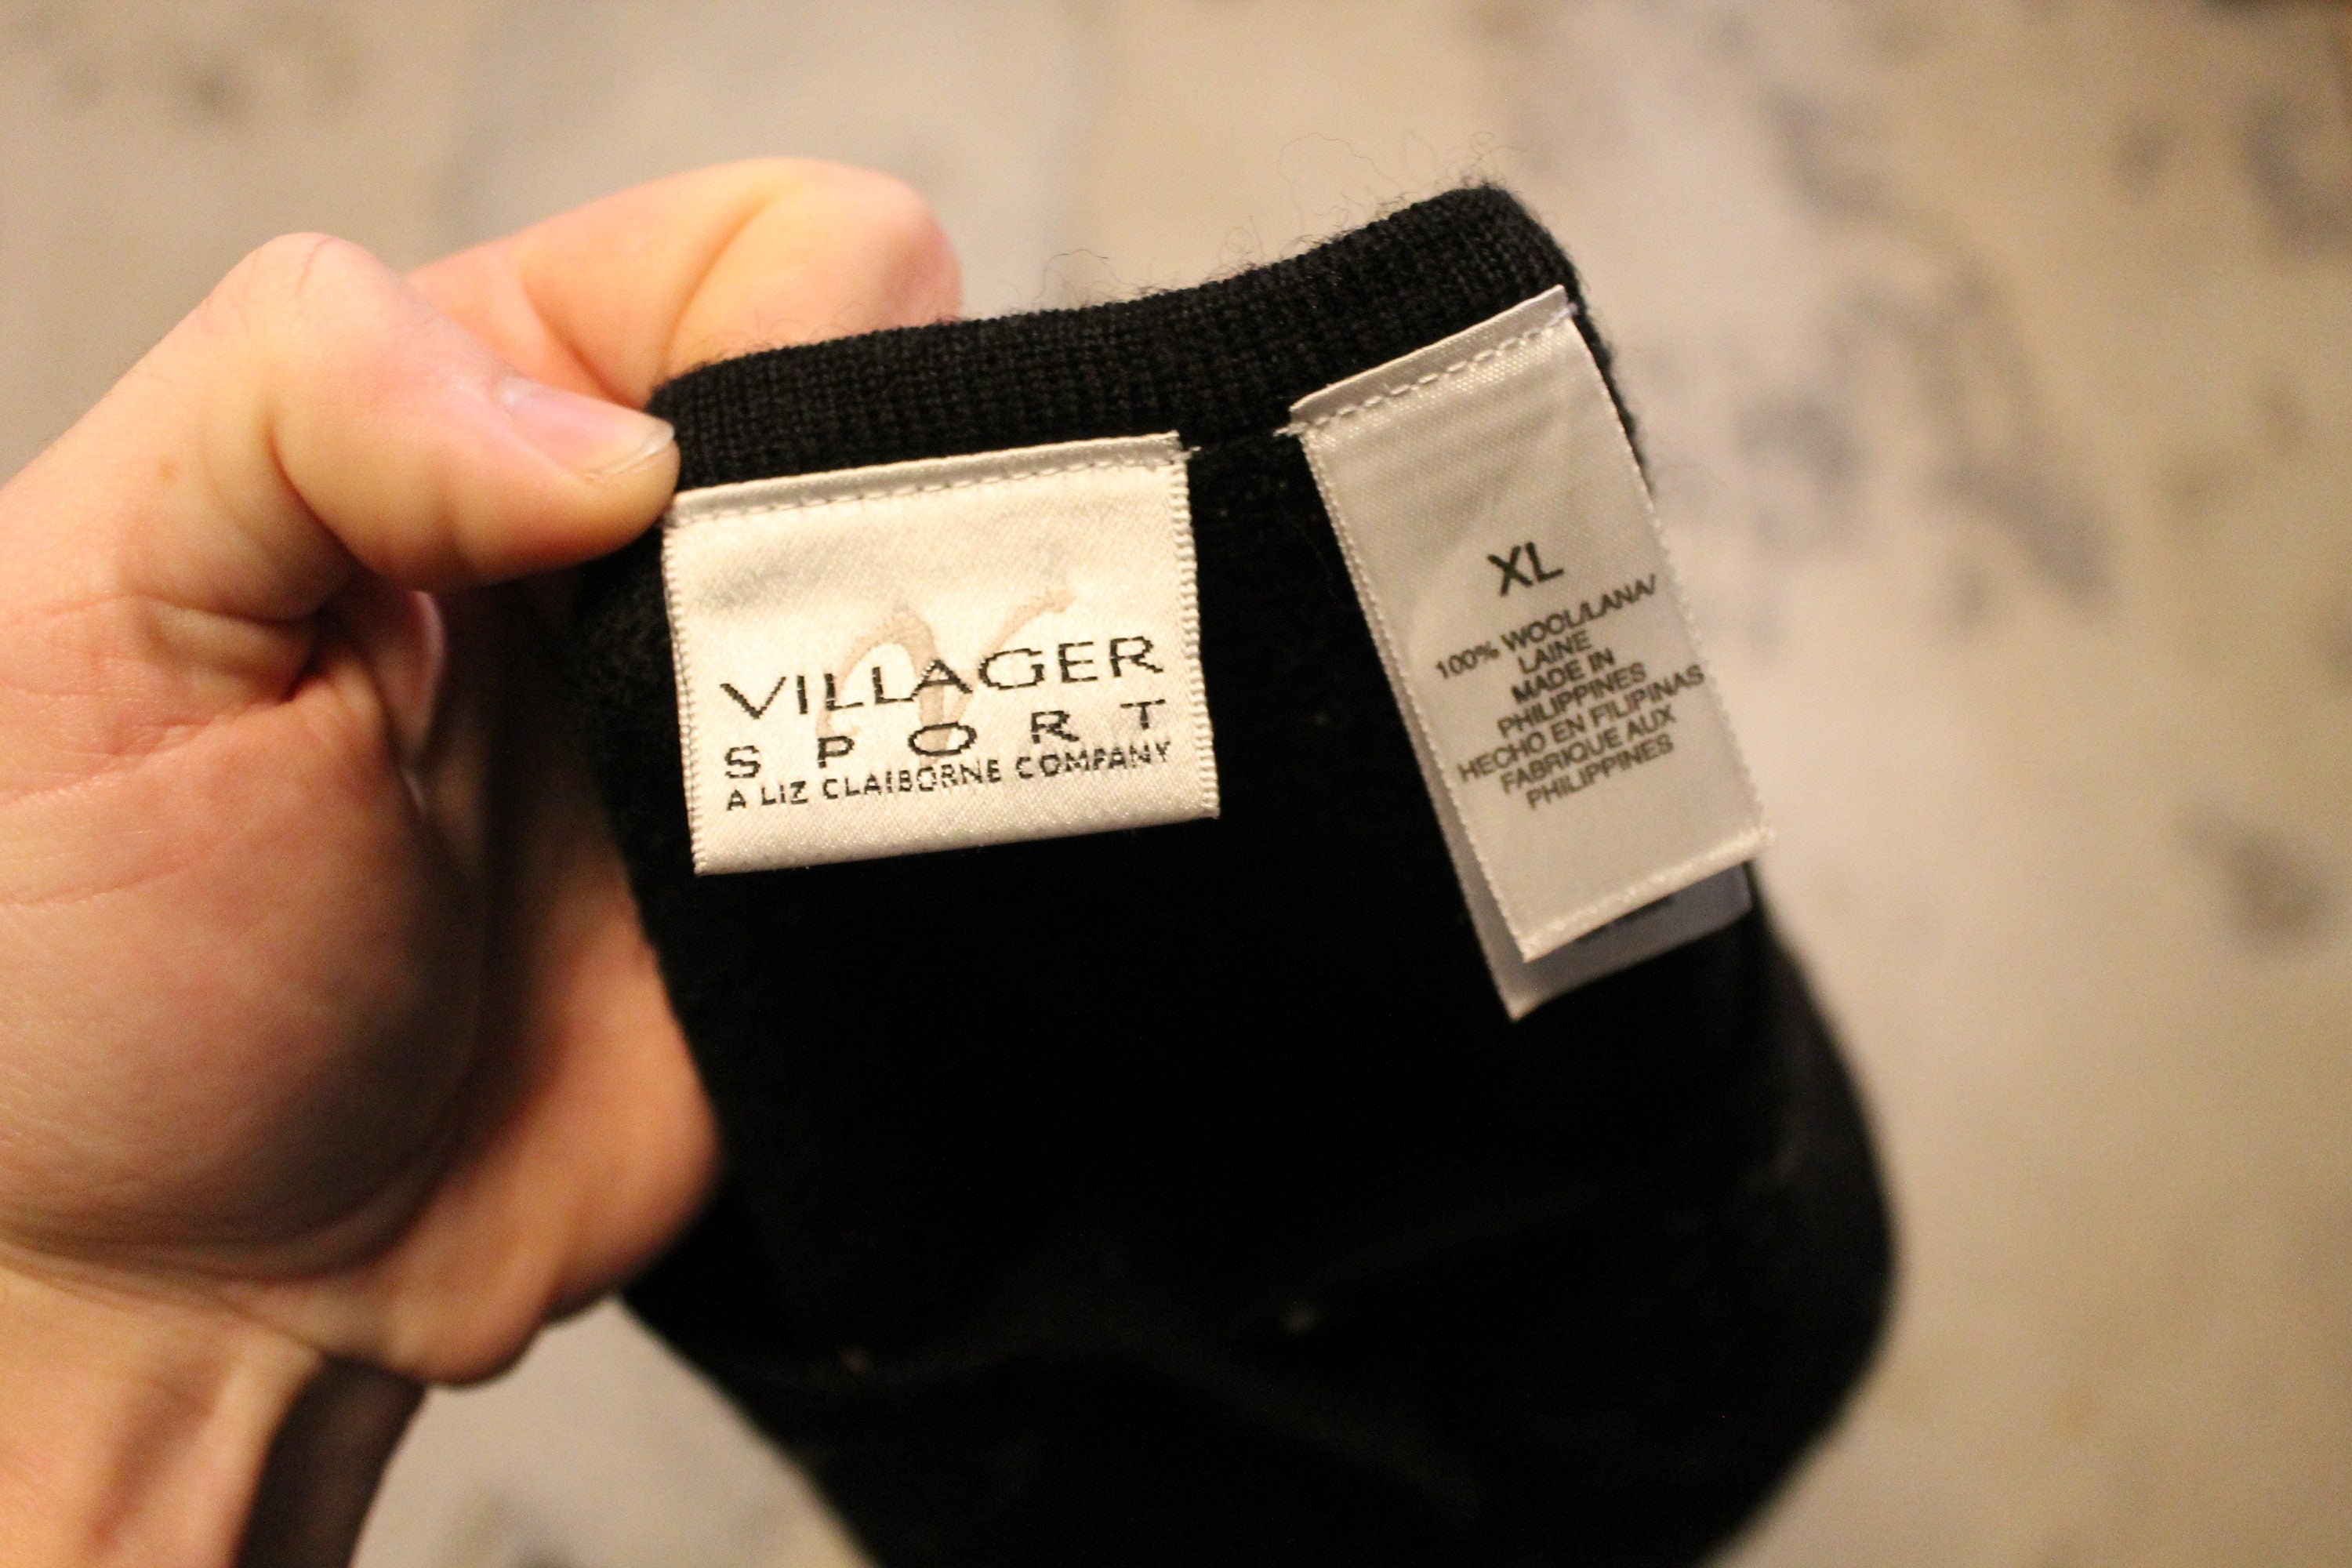 VILLAGER
SPORT
A LIZ CLAIBORNE COMPANY
XL
100% WOOL/LANA/
LAINE
MADE IN
PHILIPPINES
HECHO EN FILIPINAS
FABRIQUE AUX
PHILIPPINES